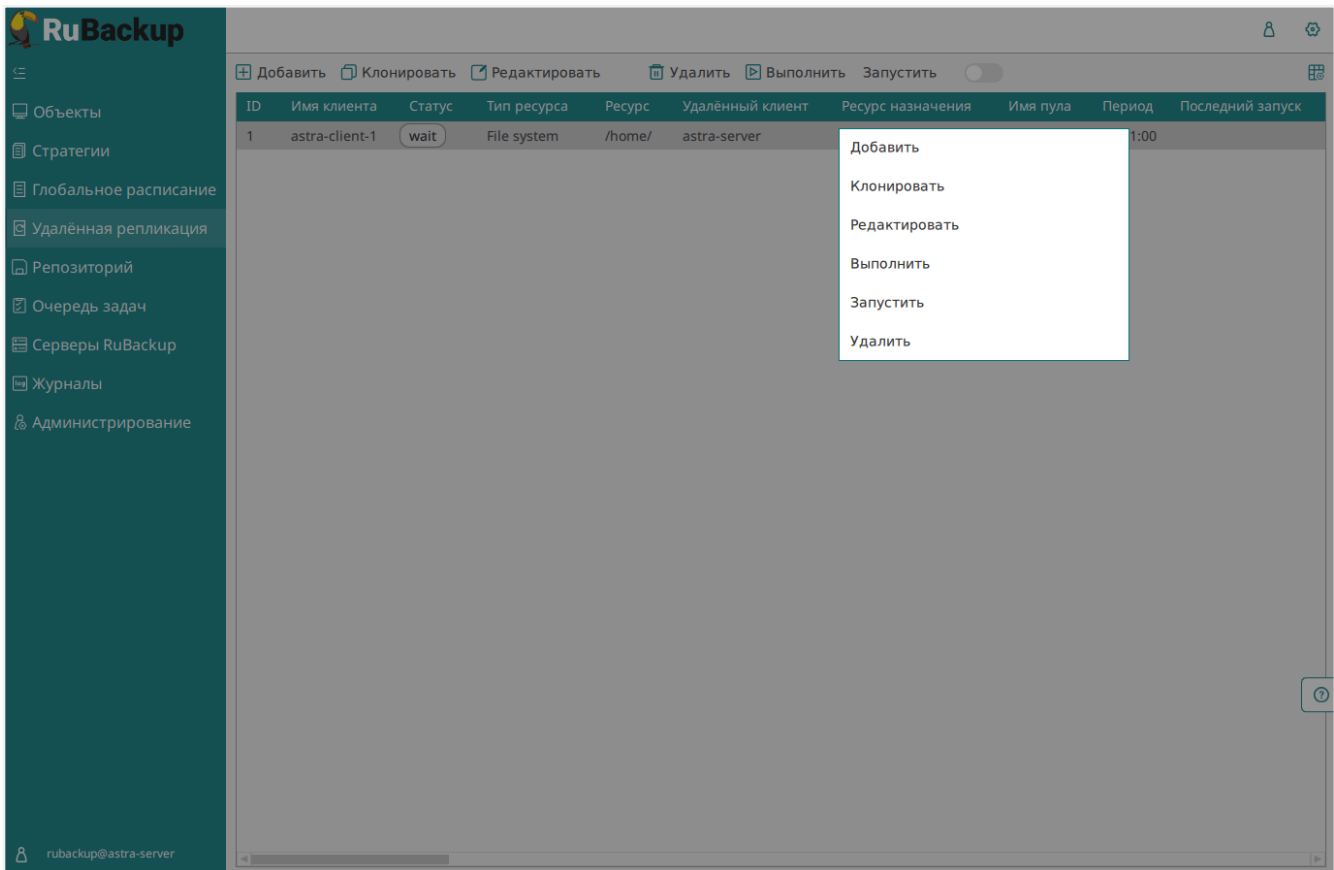 RuBackup
Добавить Клонировать Редактировать Удалить Выполнить Запустить
Объекты
Стратегии
Глобальное расписание
Удалённая репликация
Репозиторий
Очередь задач
Серверы RuBackup
log Журналы
Администрирование
ID Имя клиента Статус Тип ресурса Ресурс Удалённый клиент Ресурс назначения Имя пула Период Последний запуск
1 astra-client-1 wait File system /home/ astra-server 1:00
Добавить
Клонировать
Редактировать
Выполнить
Запустить
Удалить
rubackup@astra-server